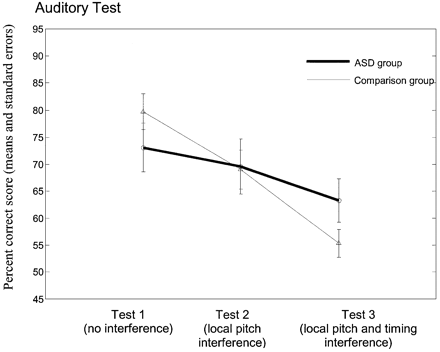 Auditory Test
Percent correct score (means and standard errors)
95
90
85
80
75
70
65
60
55
50
45
ASD group
Comparison group
Test 1
(no interference)
Test 2
(local pitch
interference)
Test 3
(local pitch and timing
interference)